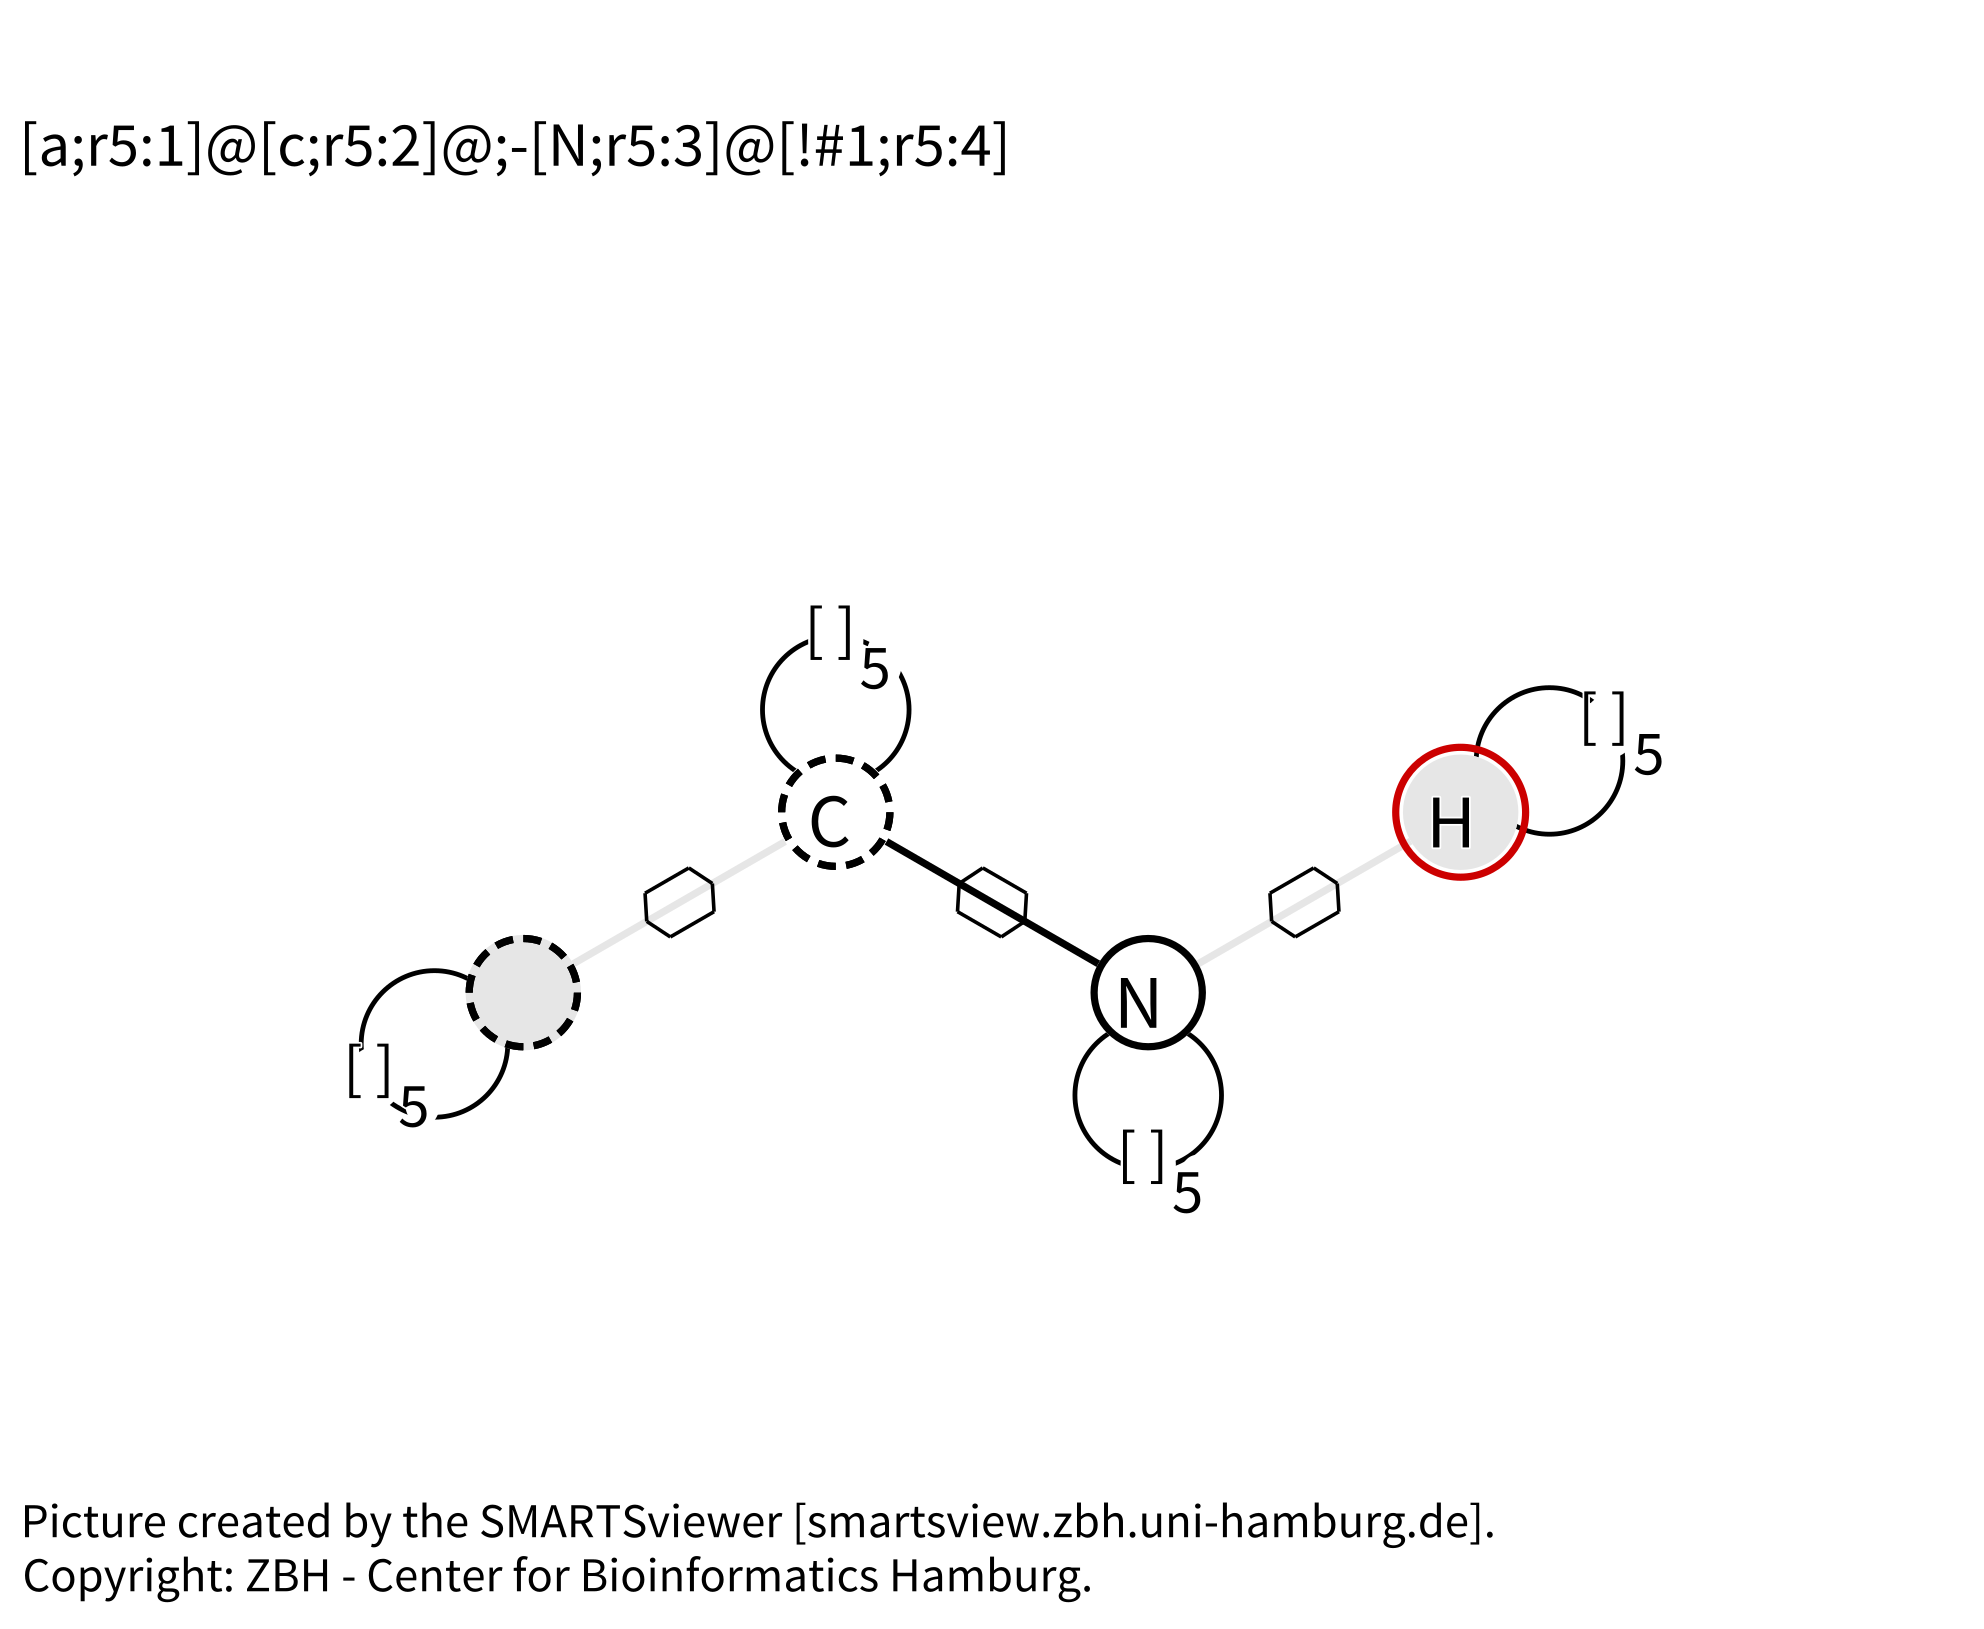 [a;r5:1]@[c;r5:2]@;-[N;r5:3]@[!#1;r5:4]
[ ]5
[ ]5
C
H
N
[ ]5
[ ]5
Picture created by the SMARTSviewer [smartsview.zbh.uni-hamburg.de].
Copyright: ZBH - Center for Bioinformatics Hamburg.